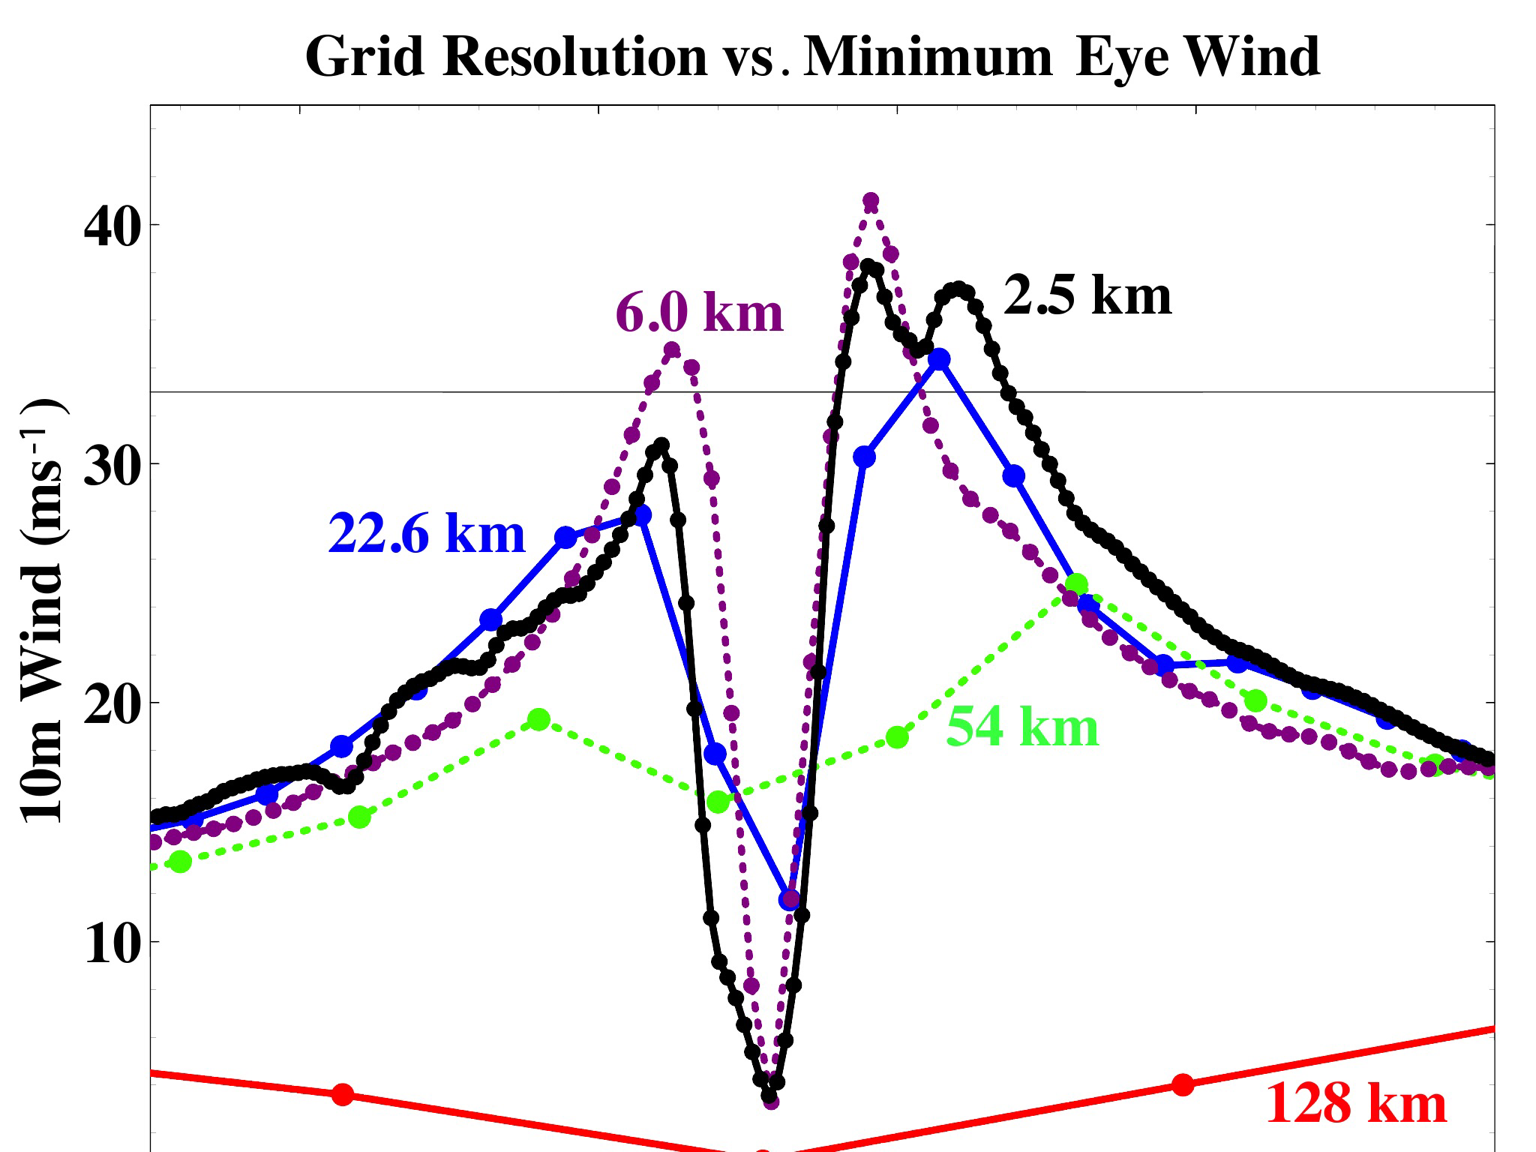 Grid Resolution vs. Minimum Eye Wind
40
2.5 km
6.0 km
30
22.6 km
10m Wind (ms⁻¹)
20
54 km
10
128 km